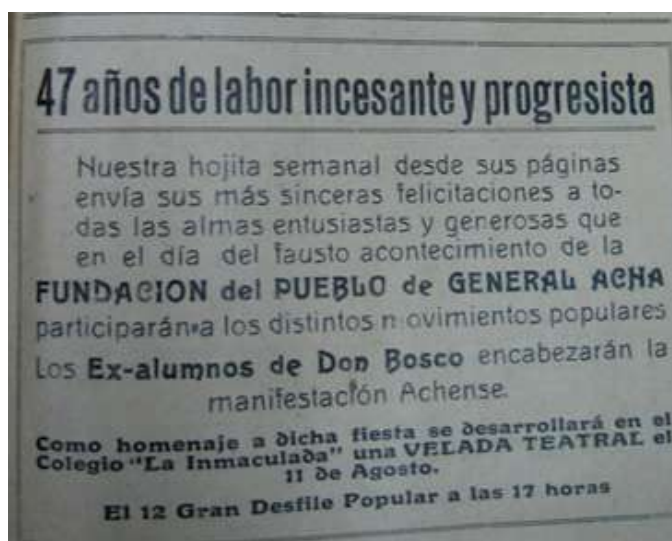 47 años de labor incesante y progresista
Nuestra hojita semanal desde sus páginas
envía sus más sinceras felicitaciones a to-
das las almas entusiastas y generosas que
en el día del fausto acontecimiento de la
FUNDACION del PUEBLO de GENERAL ACHA
participarán a los distintos movimientos populares
Los Ex-alumnos de Don Bosco encabezarán la
manifestación Achense.
Como homenaje a dicha fiesta se desarrollará en el
Colegio "La Inmaculada" una VELADA TEATRAL el
11 de Agosto.
El 12 Gran Desfile Popular a las 17 horas